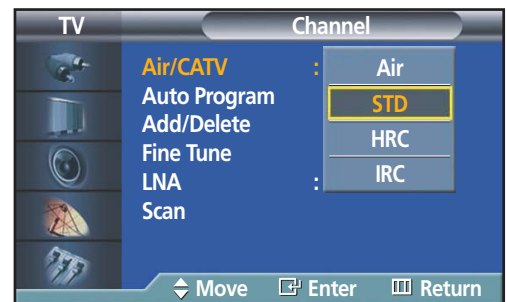 TV Channel
Air/CATV : Air
Auto Program STD
Add/Delete HRC
Fine Tune IRC
LNA :
Scan
Move Enter Return